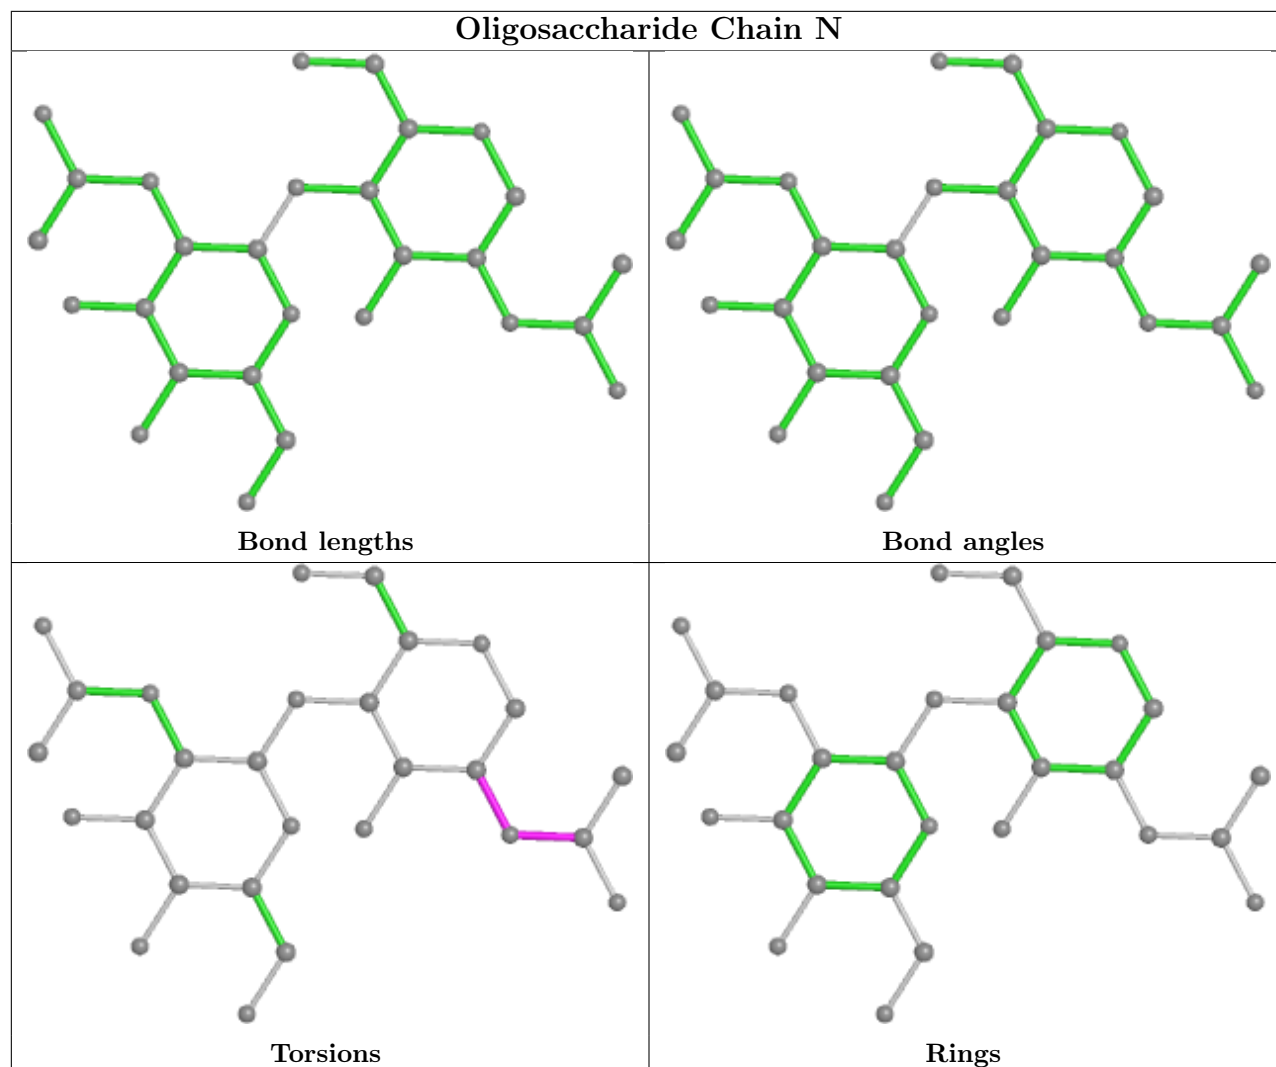 Oligosaccharide Chain N
Bond lengths
Bond angles
Torsions
Rings